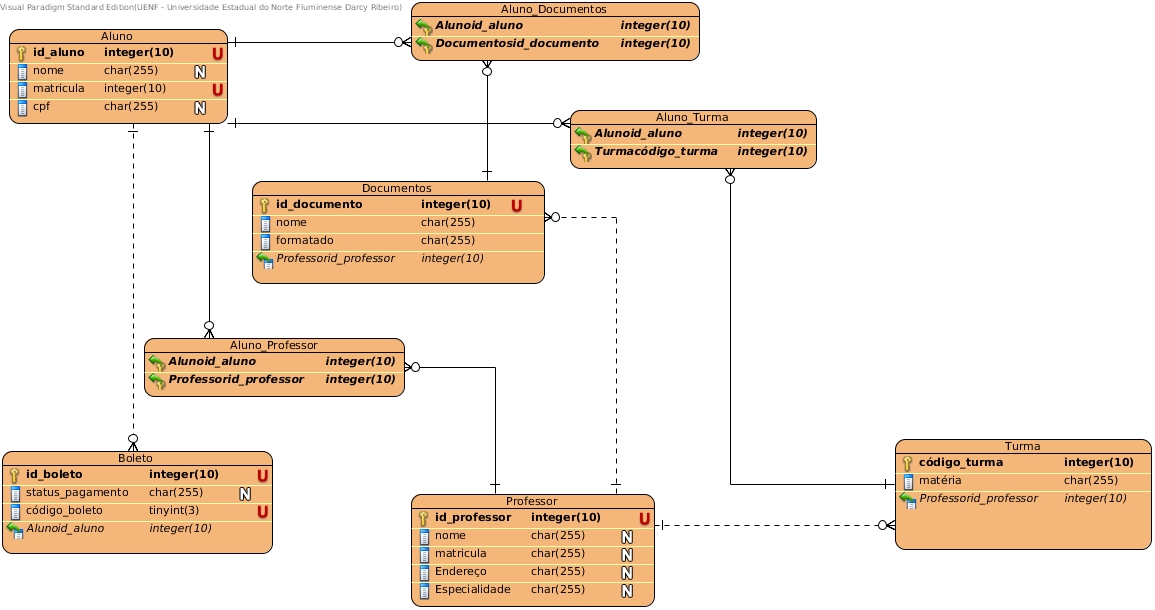 Visual Paradigm Standard Edition(UENF - Universidade Estadual do Norte Fluminense Darcy Ribeiro)
Aluno_Documentos
Alunoid_aluno integer(10)
Documentosid_documento integer(10)
Aluno
id_aluno integer(10) U
nome char(255) N
matricula integer(10) U
cpf char(255) N
Aluno_Turma
Alunoid_aluno integer(10)
Turmacódigo_turma integer(10)
Documentos
id_documento integer(10) U
nome char(255)
formatado char(255)
Professorid_professor integer(10)
Aluno_Professor
Alunoid_aluno integer(10)
Professorid_professor integer(10)
Boleto
id_boleto integer(10) U
status_pagamento char(255) N
código_boleto tinyint(3) U
Alunoid_aluno integer(10)
Professor
id_professor integer(10) U
nome char(255) N
matricula char(255) N
Endereço char(255) N
Especialidade char(255) N
Turma
código_turma integer(10)
matéria char(255)
Professorid_professor integer(10)